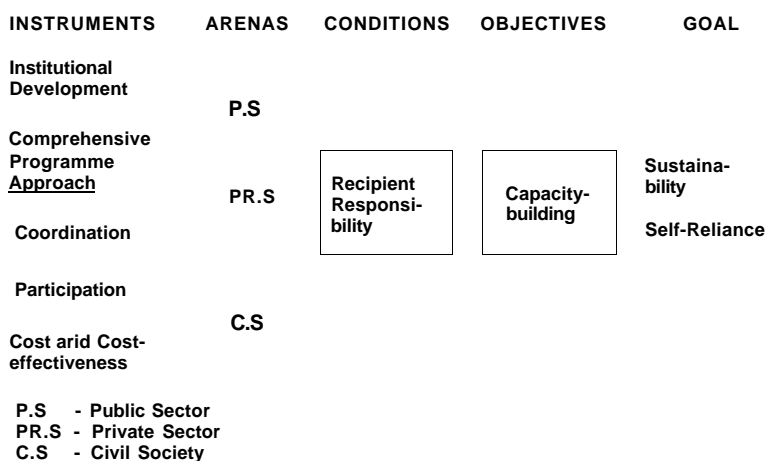 INSTRUMENTS ARENAS CONDITIONS OBJECTIVES GOAL
Institutional
Development
P.S
Comprehensive
Programme
Approach
PR.S
Recipient
Responsi-
bility
Capacity-
building
Sustaina-
bility
Self-Reliance
Coordination
Participation
C.S
Cost arid Cost-
effectiveness
P.S - Public Sector
PR.S - Private Sector
C.S - Civil Society